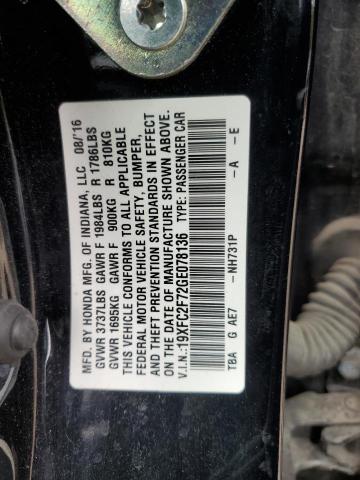 MFD. BY HONDA MFG. OF INDIANA, LLC 08/'16
GVWR 3737LBS GAWR F 1984LBS R 1786LBS
GVWR 1695KG GAWR F 900KG R 810KG
THIS VEHICLE CONFORMS TO ALL APPLICABLE
FEDERAL MOTOR VEHICLE SAFETY, BUMPER,
AND THEFT PREVENTION STANDARDS IN EFFECT
ON THE DATE OF MANUFACTURE SHOWN ABOVE.
V.I.N.:19XFC2F72GE078136 TYPE: PASSENGER CAR
TBA G AE7 -NH731P -A -E